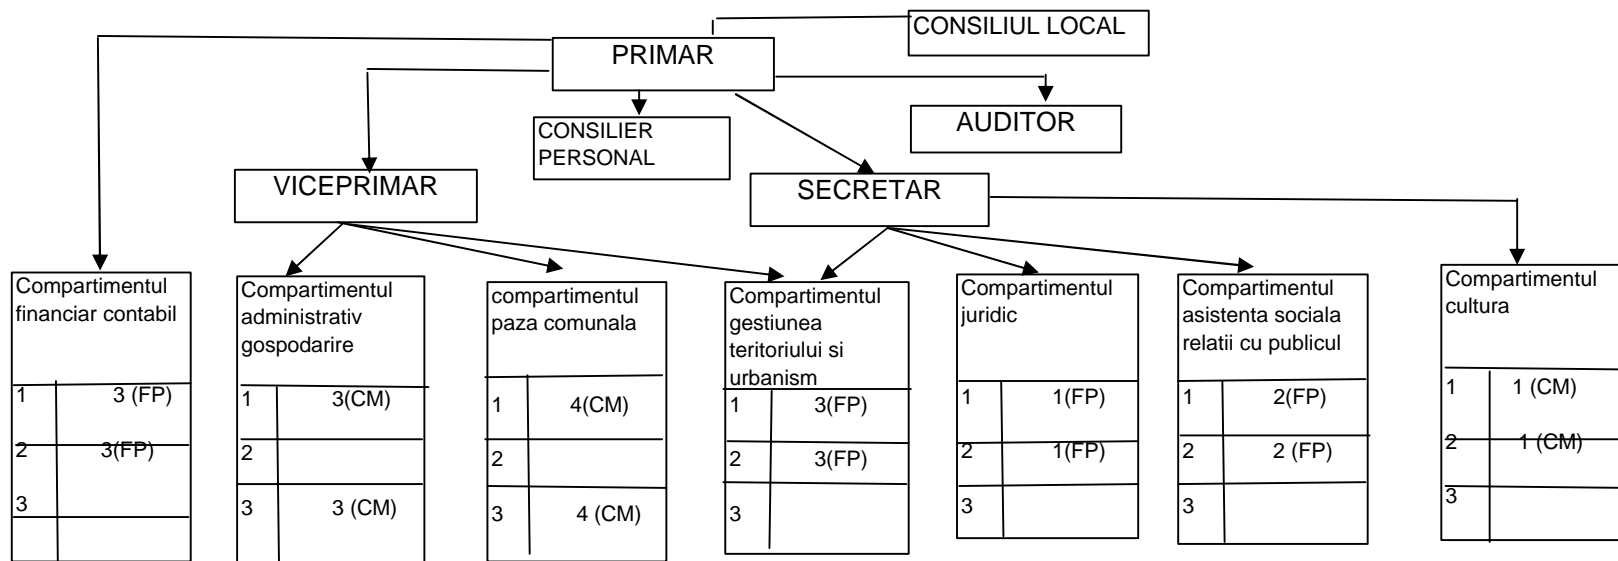 CONSILIUL LOCAL
PRIMAR
CONSILIER
PERSONAL
AUDITOR
VICEPRIMAR
SECRETAR
Compartimentul
financiar contabil
1 3 (FP)
2 3(FP)
3
Compartimentul
administrativ
gospodarire
1 3(CM)
2
3 3 (CM)
compartimentul
paza comunala
1 4(CM)
2
3 4 (CM)
Compartimentul
gestiunea
teritoriului si
urbanism
1 3(FP)
2 3(FP)
3
Compartimentul
juridic
1 1(FP)
2 1(FP)
3
Compartimentul
asistenta sociala
relatii cu publicul
1 2(FP)
2 2 (FP)
3
Compartimentul
cultura
1 1 (CM)
2 1 (CM)
3